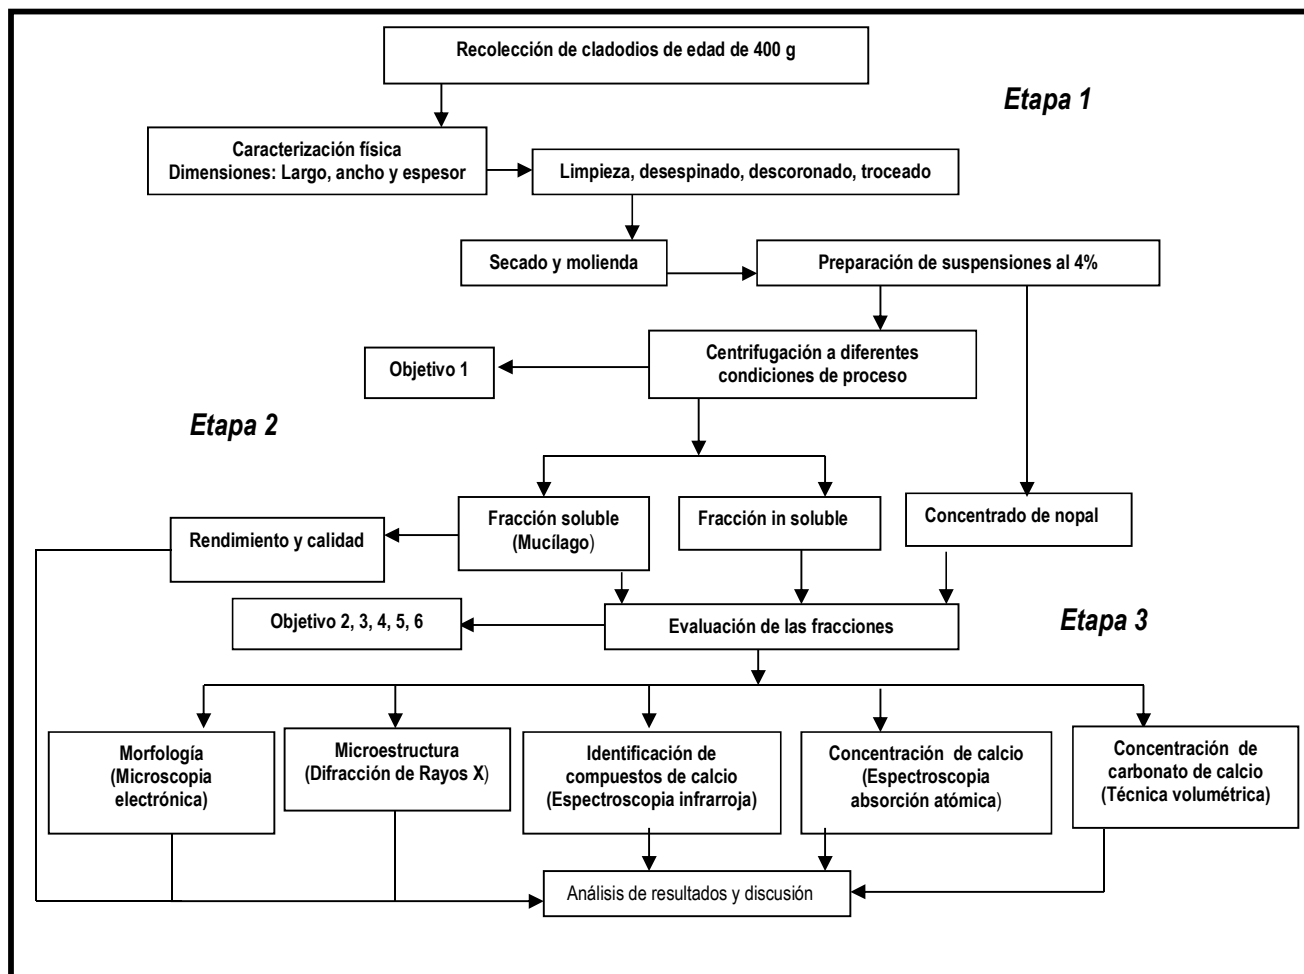 Recolección de cladodios de edad de 400 g
Etapa 1
Caracterización física
Dimensiones: Largo, ancho y espesor
Limpieza, desespinado, descoronado, troceado
Secado y molienda
Preparación de suspensiones al 4%
Centrifugación a diferentes
condiciones de proceso
Objetivo 1
Etapa 2
Fracción soluble
(Mucílago)
Fracción in soluble
Concentrado de nopal
Rendimiento y calidad
Objetivo 2, 3, 4, 5, 6
Evaluación de las fracciones
Etapa 3
Morfología
(Microscopia
electrónica)
Microestructura
(Difracción de Rayos X)
Identificación de
compuestos de calcio
(Espectroscopia infrarroja)
Concentración de calcio
(Espectroscopia
absorción atómica)
Concentración de
carbonato de calcio
(Técnica volumétrica)
Análisis de resultados y discusión